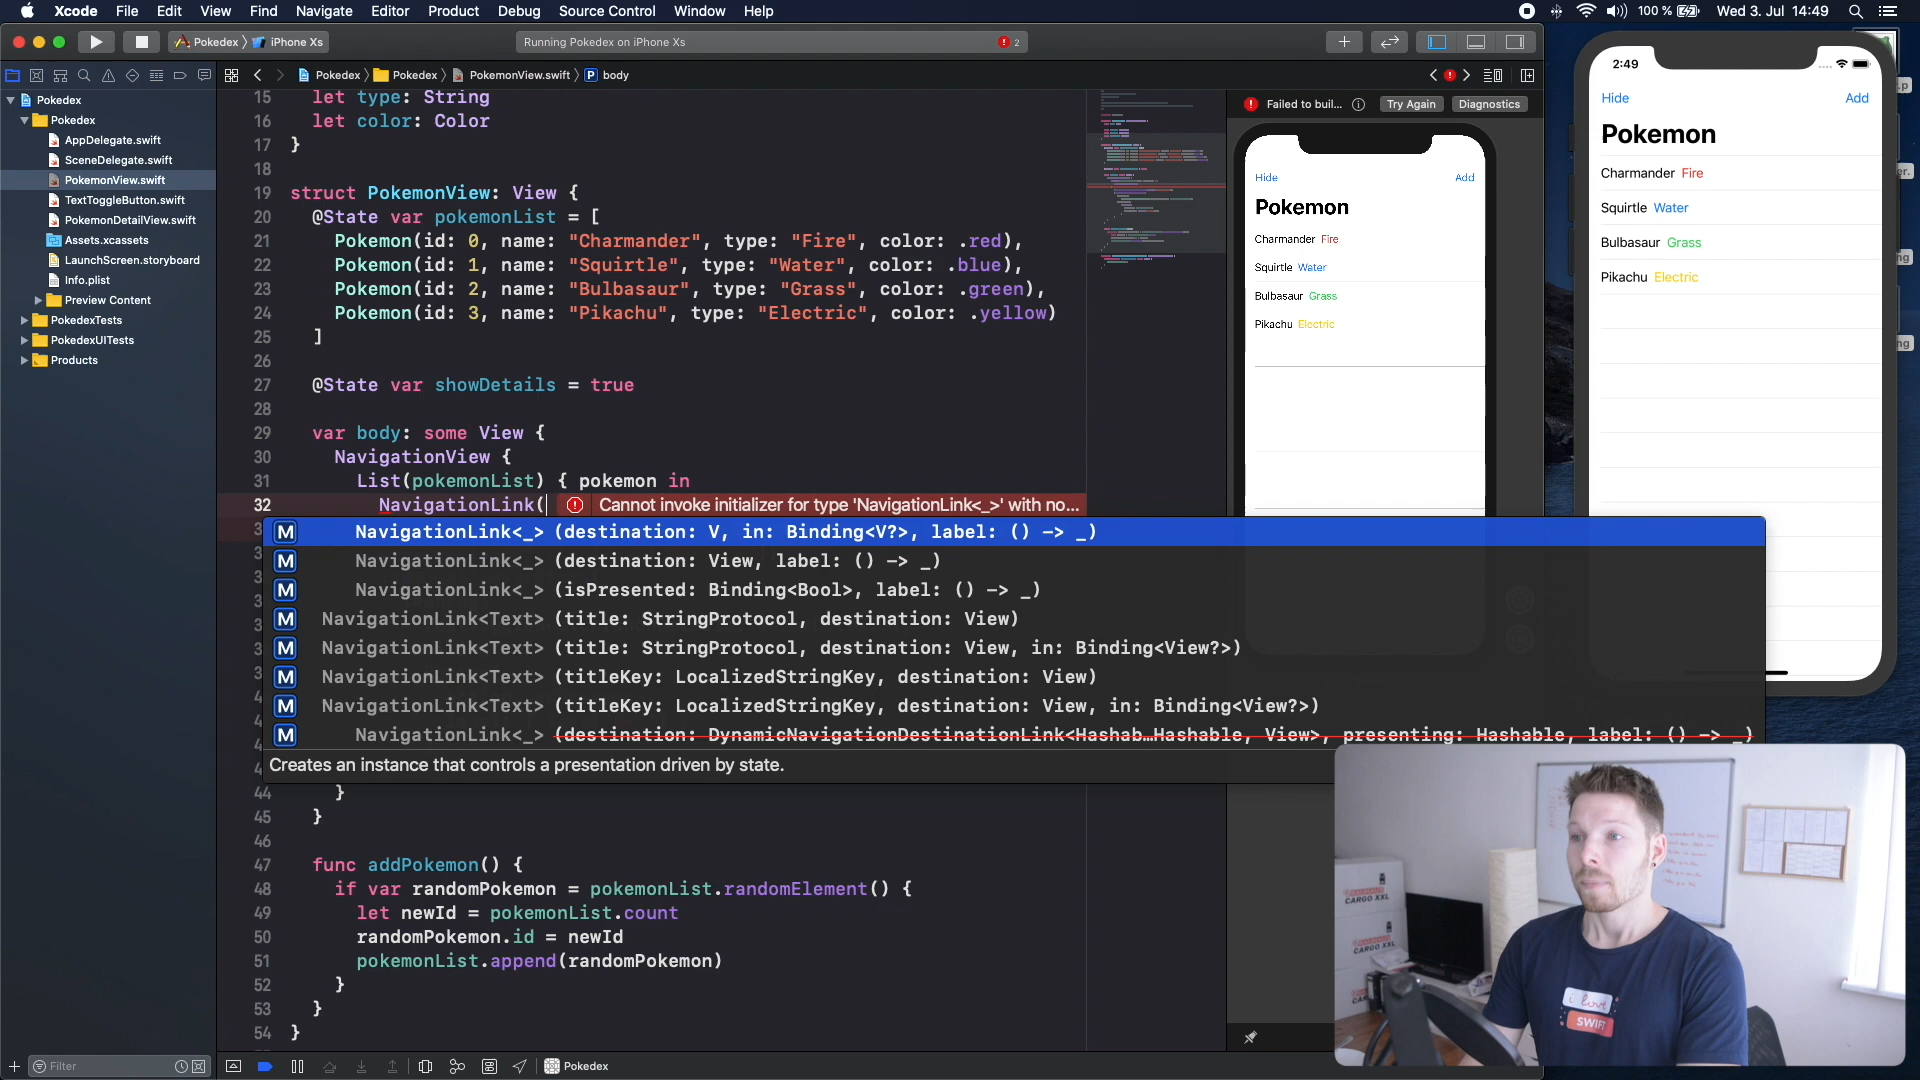 Xcode File Edit View Find Navigate Editor Product Debug Source Control Window Help
100 % Wed 3. Jul 14:49
Pokedex iPhone Xs
Running Pokedex on iPhone Xs
2
Pokedex Pokedex PokemonView.swift P body
Pokedex
Pokedex
AppDelegate.swift
SceneDelegate.swift
PokemonView.swift
TextToggleButton.swift
PokemonDetailView.swift
Assets.xcassets
LaunchScreen.storyboard
Info.plist
Preview Content
PokedexTests
PokedexUITests
Products
Filter
15 let type: String
16 let color: Color
17 }
18
19 struct PokemonView: View {
20 @State var pokemonList = [
21 Pokemon(id: 0, name: "Charmander", type: "Fire", color: .red),
22 Pokemon(id: 1, name: "Squirtle", type: "Water", color: .blue),
23 Pokemon(id: 2, name: "Bulbasaur", type: "Grass", color: .green),
24 Pokemon(id: 3, name: "Pikachu", type: "Electric", color: .yellow)
25 ]
26
27 @State var showDetails = true
28
29 var body: some View {
30 NavigationView {
31 List(pokemonList) { pokemon in
32 NavigationLink( Cannot invoke initializer for type 'NavigationLink<_>' with no...
M NavigationLink<_> (destination: V, in: Binding<V?>, label: () -> _)
M NavigationLink<_> (destination: View, label: () -> _)
M NavigationLink<_> (isPresented: Binding<Bool>, label: () -> _)
M NavigationLink<Text> (title: StringProtocol, destination: View)
M NavigationLink<Text> (title: StringProtocol, destination: View, in: Binding<View?>)
M NavigationLink<Text> (titleKey: LocalizedStringKey, destination: View)
M NavigationLink<Text> (titleKey: LocalizedStringKey, destination: View, in: Binding<View?>)
M NavigationLink<_> (destination: DynamicNavigationDestinationLink<Hashab…Hashable, View>, presenting: Hashable, label: () -> _)
Creates an instance that controls a presentation driven by state.
44 }
45 }
46
47 func addPokemon() {
48 if var randomPokemon = pokemonList.randomElement() {
49 let newId = pokemonList.count
50 randomPokemon.id = newId
51 pokemonList.append(randomPokemon)
52 }
53 }
54 }
Pokedex
Failed to buil... Try Again Diagnostics
Hide Add
Pokemon
Charmander Fire
Squirtle Water
Bulbasaur Grass
Pikachu Electric
2:49
Hide Add
Pokemon
Charmander Fire
Squirtle Water
Bulbasaur Grass
Pikachu Electric
CARGO XXL
CARGO XXL
i love
SWIFT